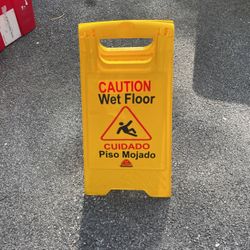 CAUTION
Wet Floor
CUIDADO
Piso Mojado